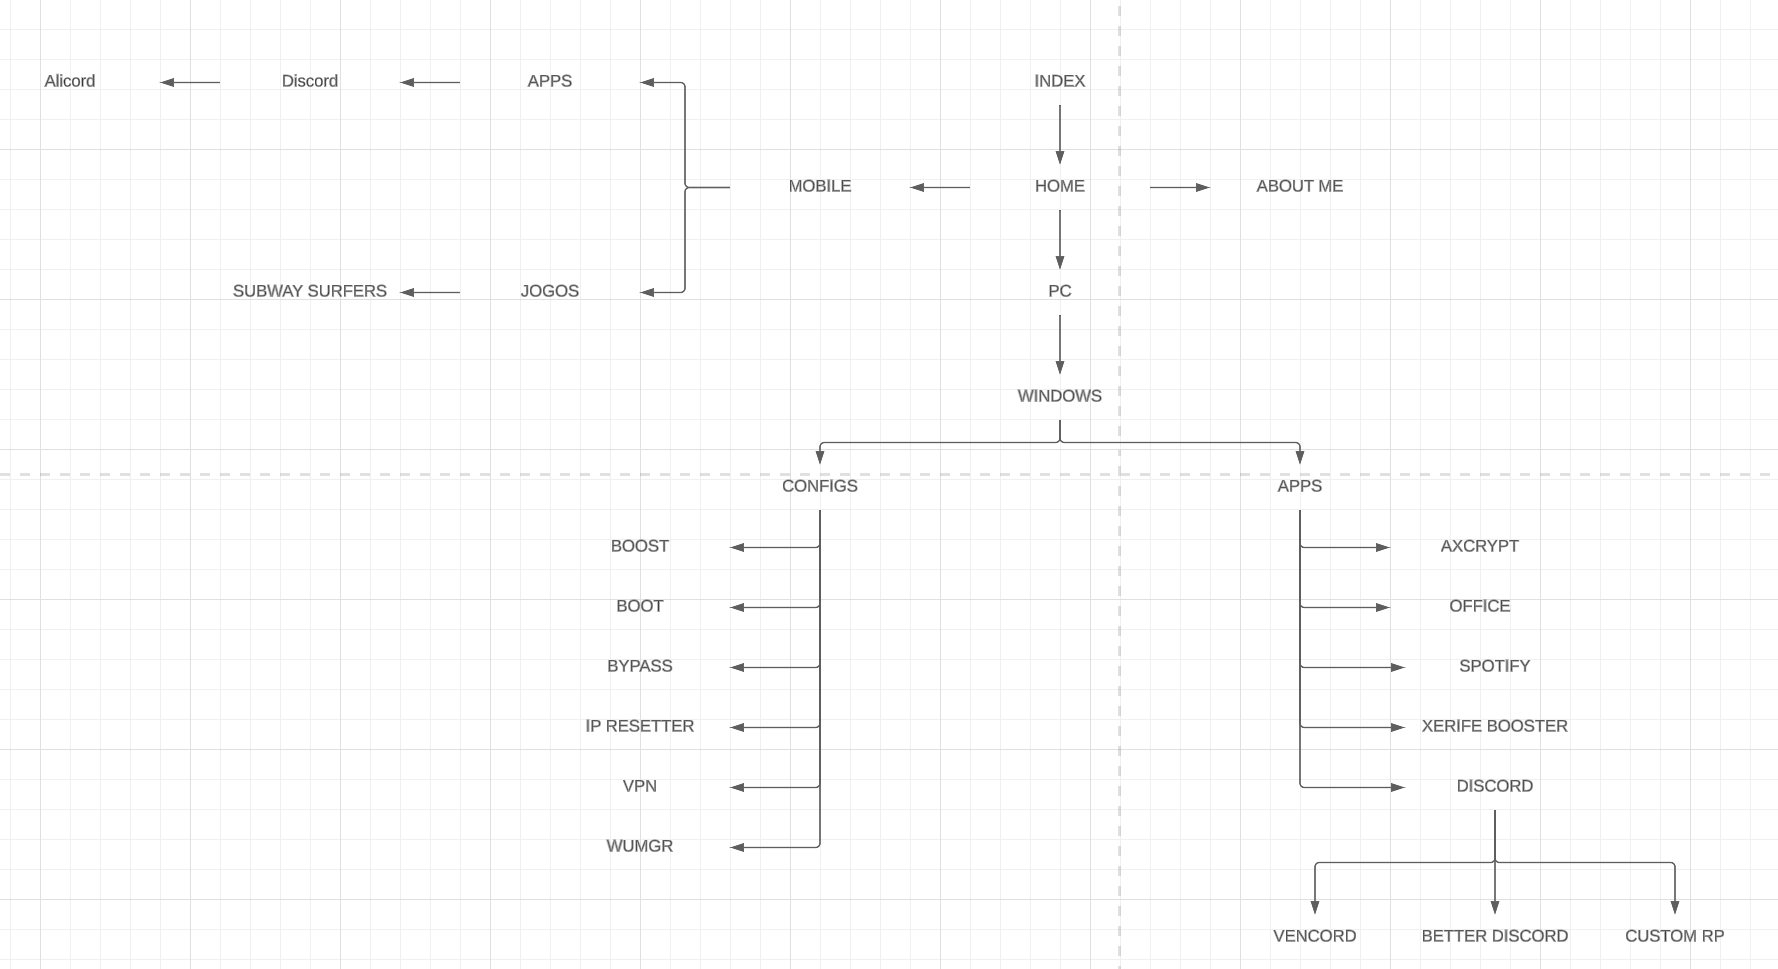 Alicord
Discord
APPS
INDEX
MOBILE
HOME
ABOUT ME
SUBWAY SURFERS
JOGOS
PC
WINDOWS
CONFIGS
APPS
BOOST
AXCRYPT
BOOT
OFFICE
BYPASS
SPOTIFY
IP RESETTER
XERIFE BOOSTER
VPN
DISCORD
WUMGR
VENCORD
BETTER DISCORD
CUSTOM RP